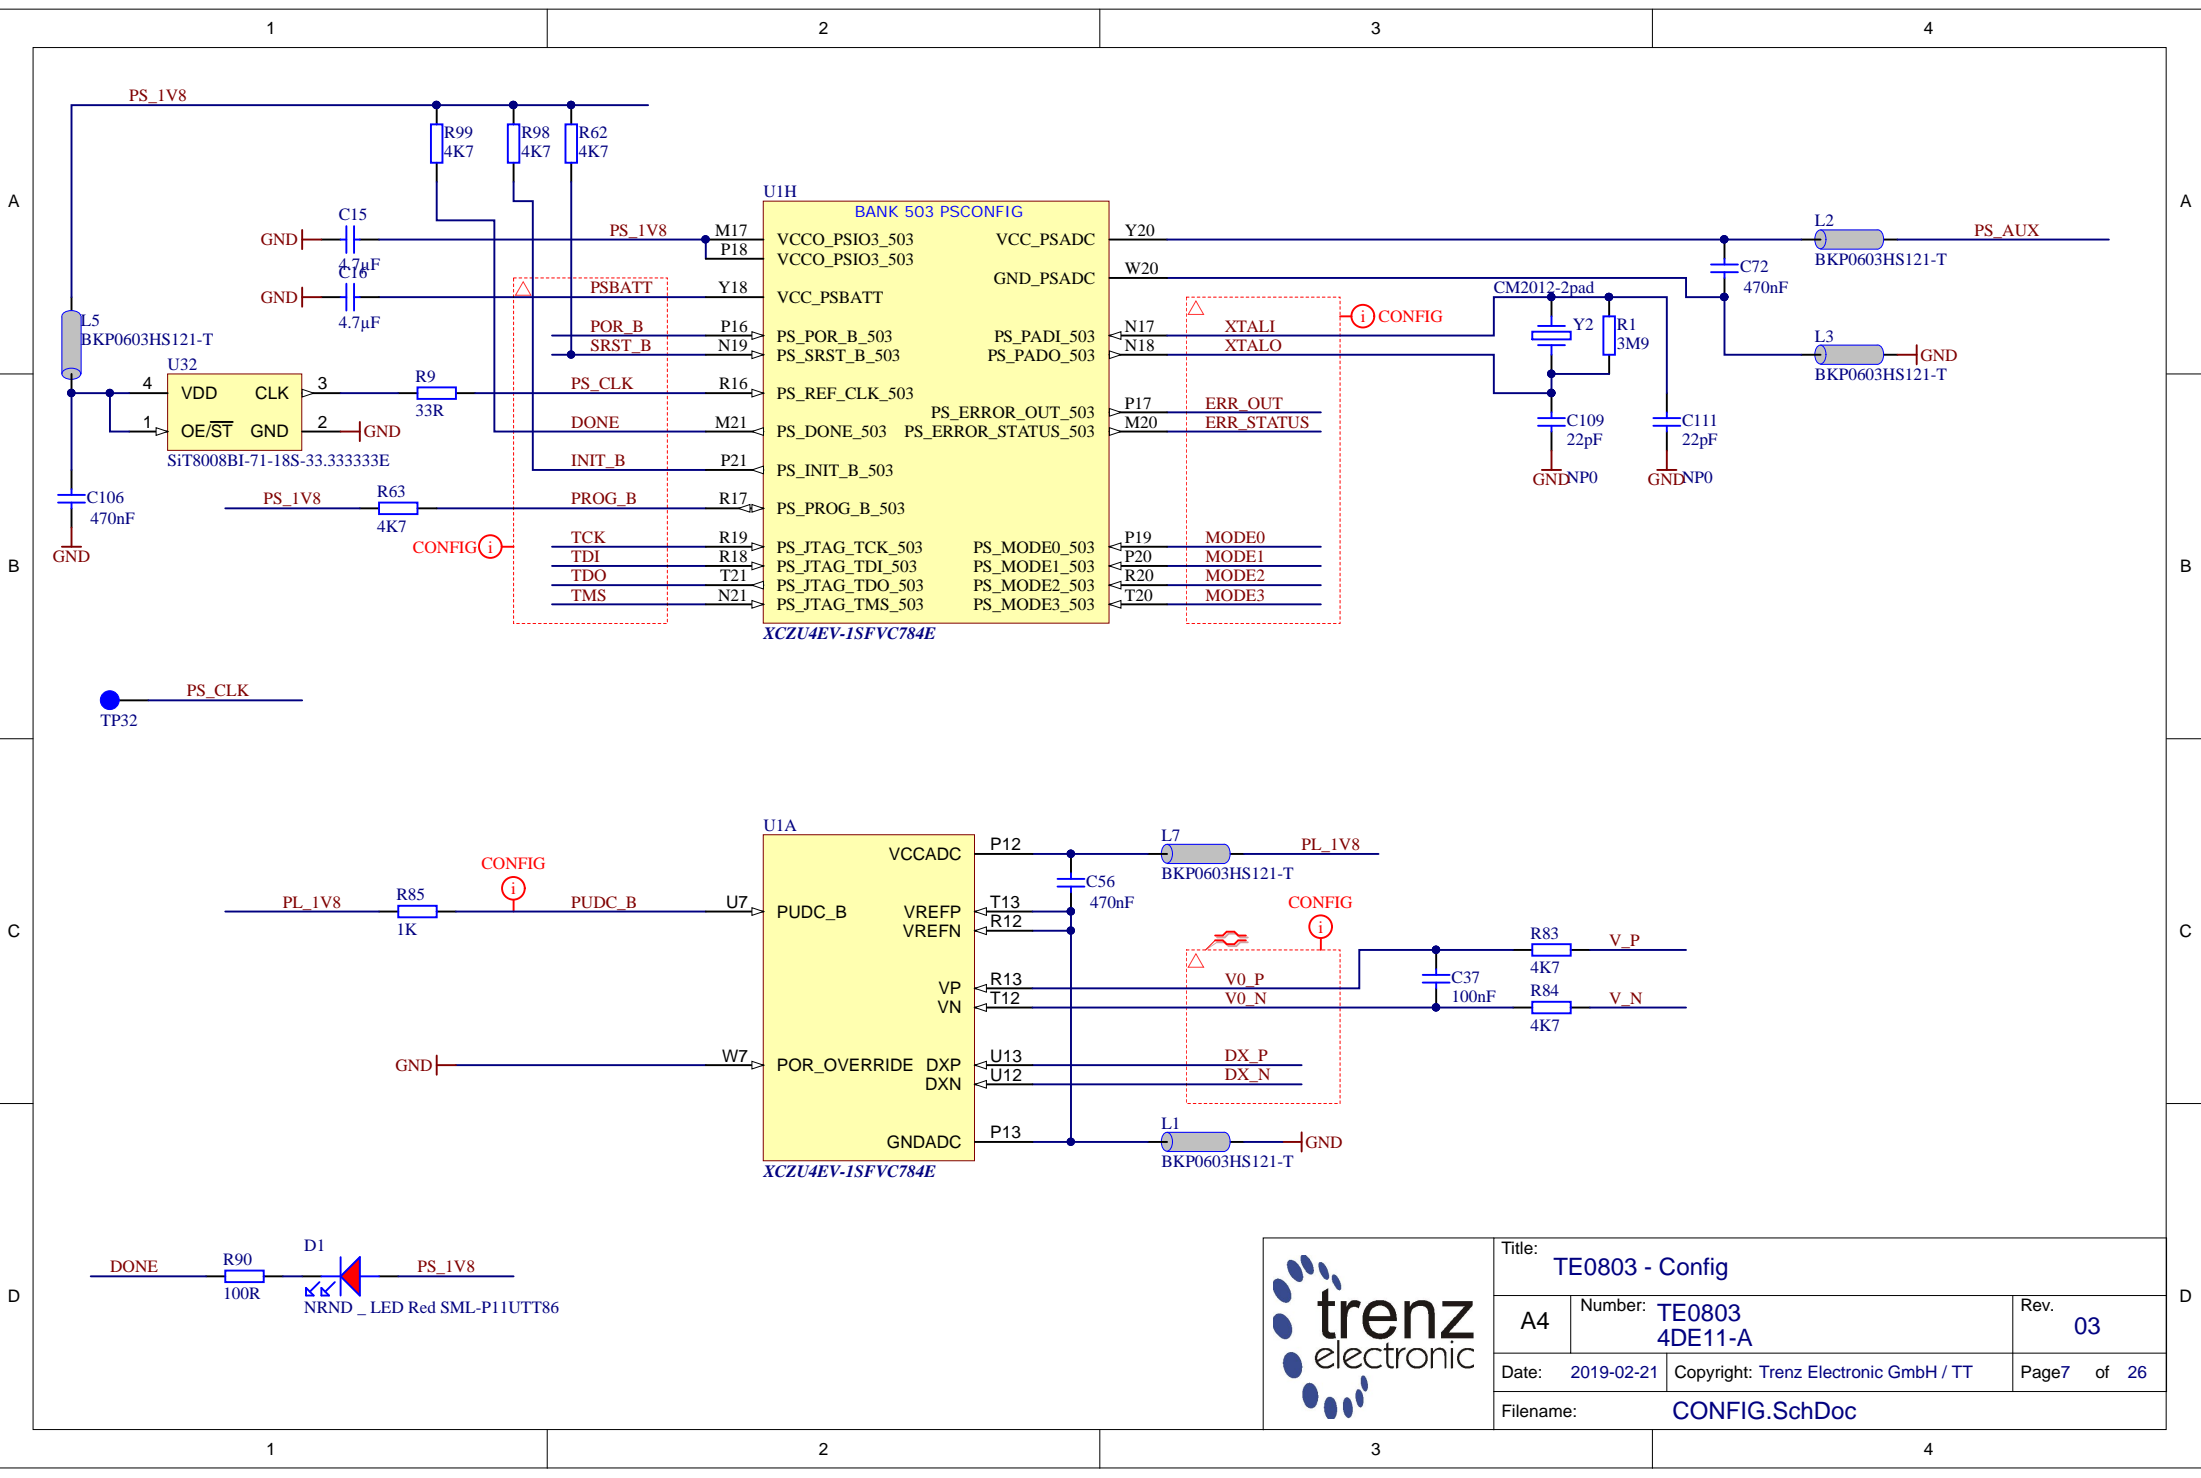 1 2 3 4
PS_1V8
R99
4K7
R98
4K7
R62
4K7
A
A
U1H
BANK 503 PSCONFIG
C15
GND
4.7µF
PS_1V8
M17
VCCO_PSIO3_503
P18
VCCO_PSIO3_503
C16
GND
4.7µF
PSBATT
Y18
VCC_PSBATT
POR_B
P16
PS_POR_B_503
SRST_B
N19
PS_SRST_B_503
L5
BKP0603HS121-T
U32
4 VDD CLK 3
1 OE/ST GND 2 GND
SiT8008BI-71-18S-33.333333E
R9
33R
PS_CLK
R16
PS_REF_CLK_503
DONE
M21
PS_DONE_503
INIT_B
P21
PS_INIT_B_503
C106
470nF
GND
PS_1V8
R63
4K7
PROG_B
R17
PS_PROG_B_503
CONFIG i
TCK R19 PS_JTAG_TCK_503
TDI R18 PS_JTAG_TDI_503
TDO T21 PS_JTAG_TDO_503
TMS N21 PS_JTAG_TMS_503
VCC_PSADC Y20
GND_PSADC W20
L2
BKP0603HS121-T
PS_AUX
C72
470nF
L3
BKP0603HS121-T
GND
PS_PADI_503 N17 XTALI
PS_PADO_503 N18 XTALO
i CONFIG
CM2012-2pad
Y2
R1
3M9
PS_ERROR_OUT_503 P17 ERR_OUT
PS_ERROR_STATUS_503 M20 ERR_STATUS
C109
22pF
GND NP0
C111
22pF
GND NP0
PS_MODE0_503 P19 MODE0
PS_MODE1_503 P20 MODE1
PS_MODE2_503 R20 MODE2
PS_MODE3_503 T20 MODE3
XCZU4EV-1SFVC784E
B
B
PS_CLK
TP32
U1A
VCCADC P12
L7
BKP0603HS121-T
PL_1V8
C56
470nF
CONFIG
i
PL_1V8
R85
1K
PUDC_B
U7
PUDC_B
VREFP T13
VREFN R12
CONFIG
i
C
C
VP R13 V0_P
VN T12 V0_N
C37
100nF
R83
4K7
V_P
R84
4K7
V_N
GND
W7
POR_OVERRIDE
DXP U13 DX_P
DXN U12 DX_N
GNDADC P13
L1
BKP0603HS121-T
GND
XCZU4EV-1SFVC784E
DONE
R90
100R
D1
PS_1V8
NRND _ LED Red SML-P11UTT86
D
D
trenz
electronic
Title:
TE0803 - Config
A4
Number: TE0803
4DE11-A
Rev.
03
Date: 2019-02-21
Copyright: Trenz Electronic GmbH / TT
Page7 of 26
Filename: CONFIG.SchDoc
1 2 3 4